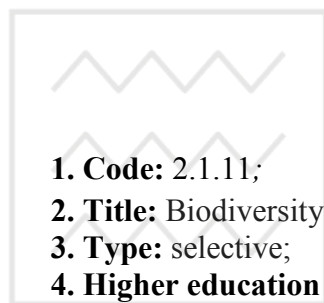 1. Code: 2.1.11;
2. Title: Biodiversity
3. Type: selective;
4. Higher education